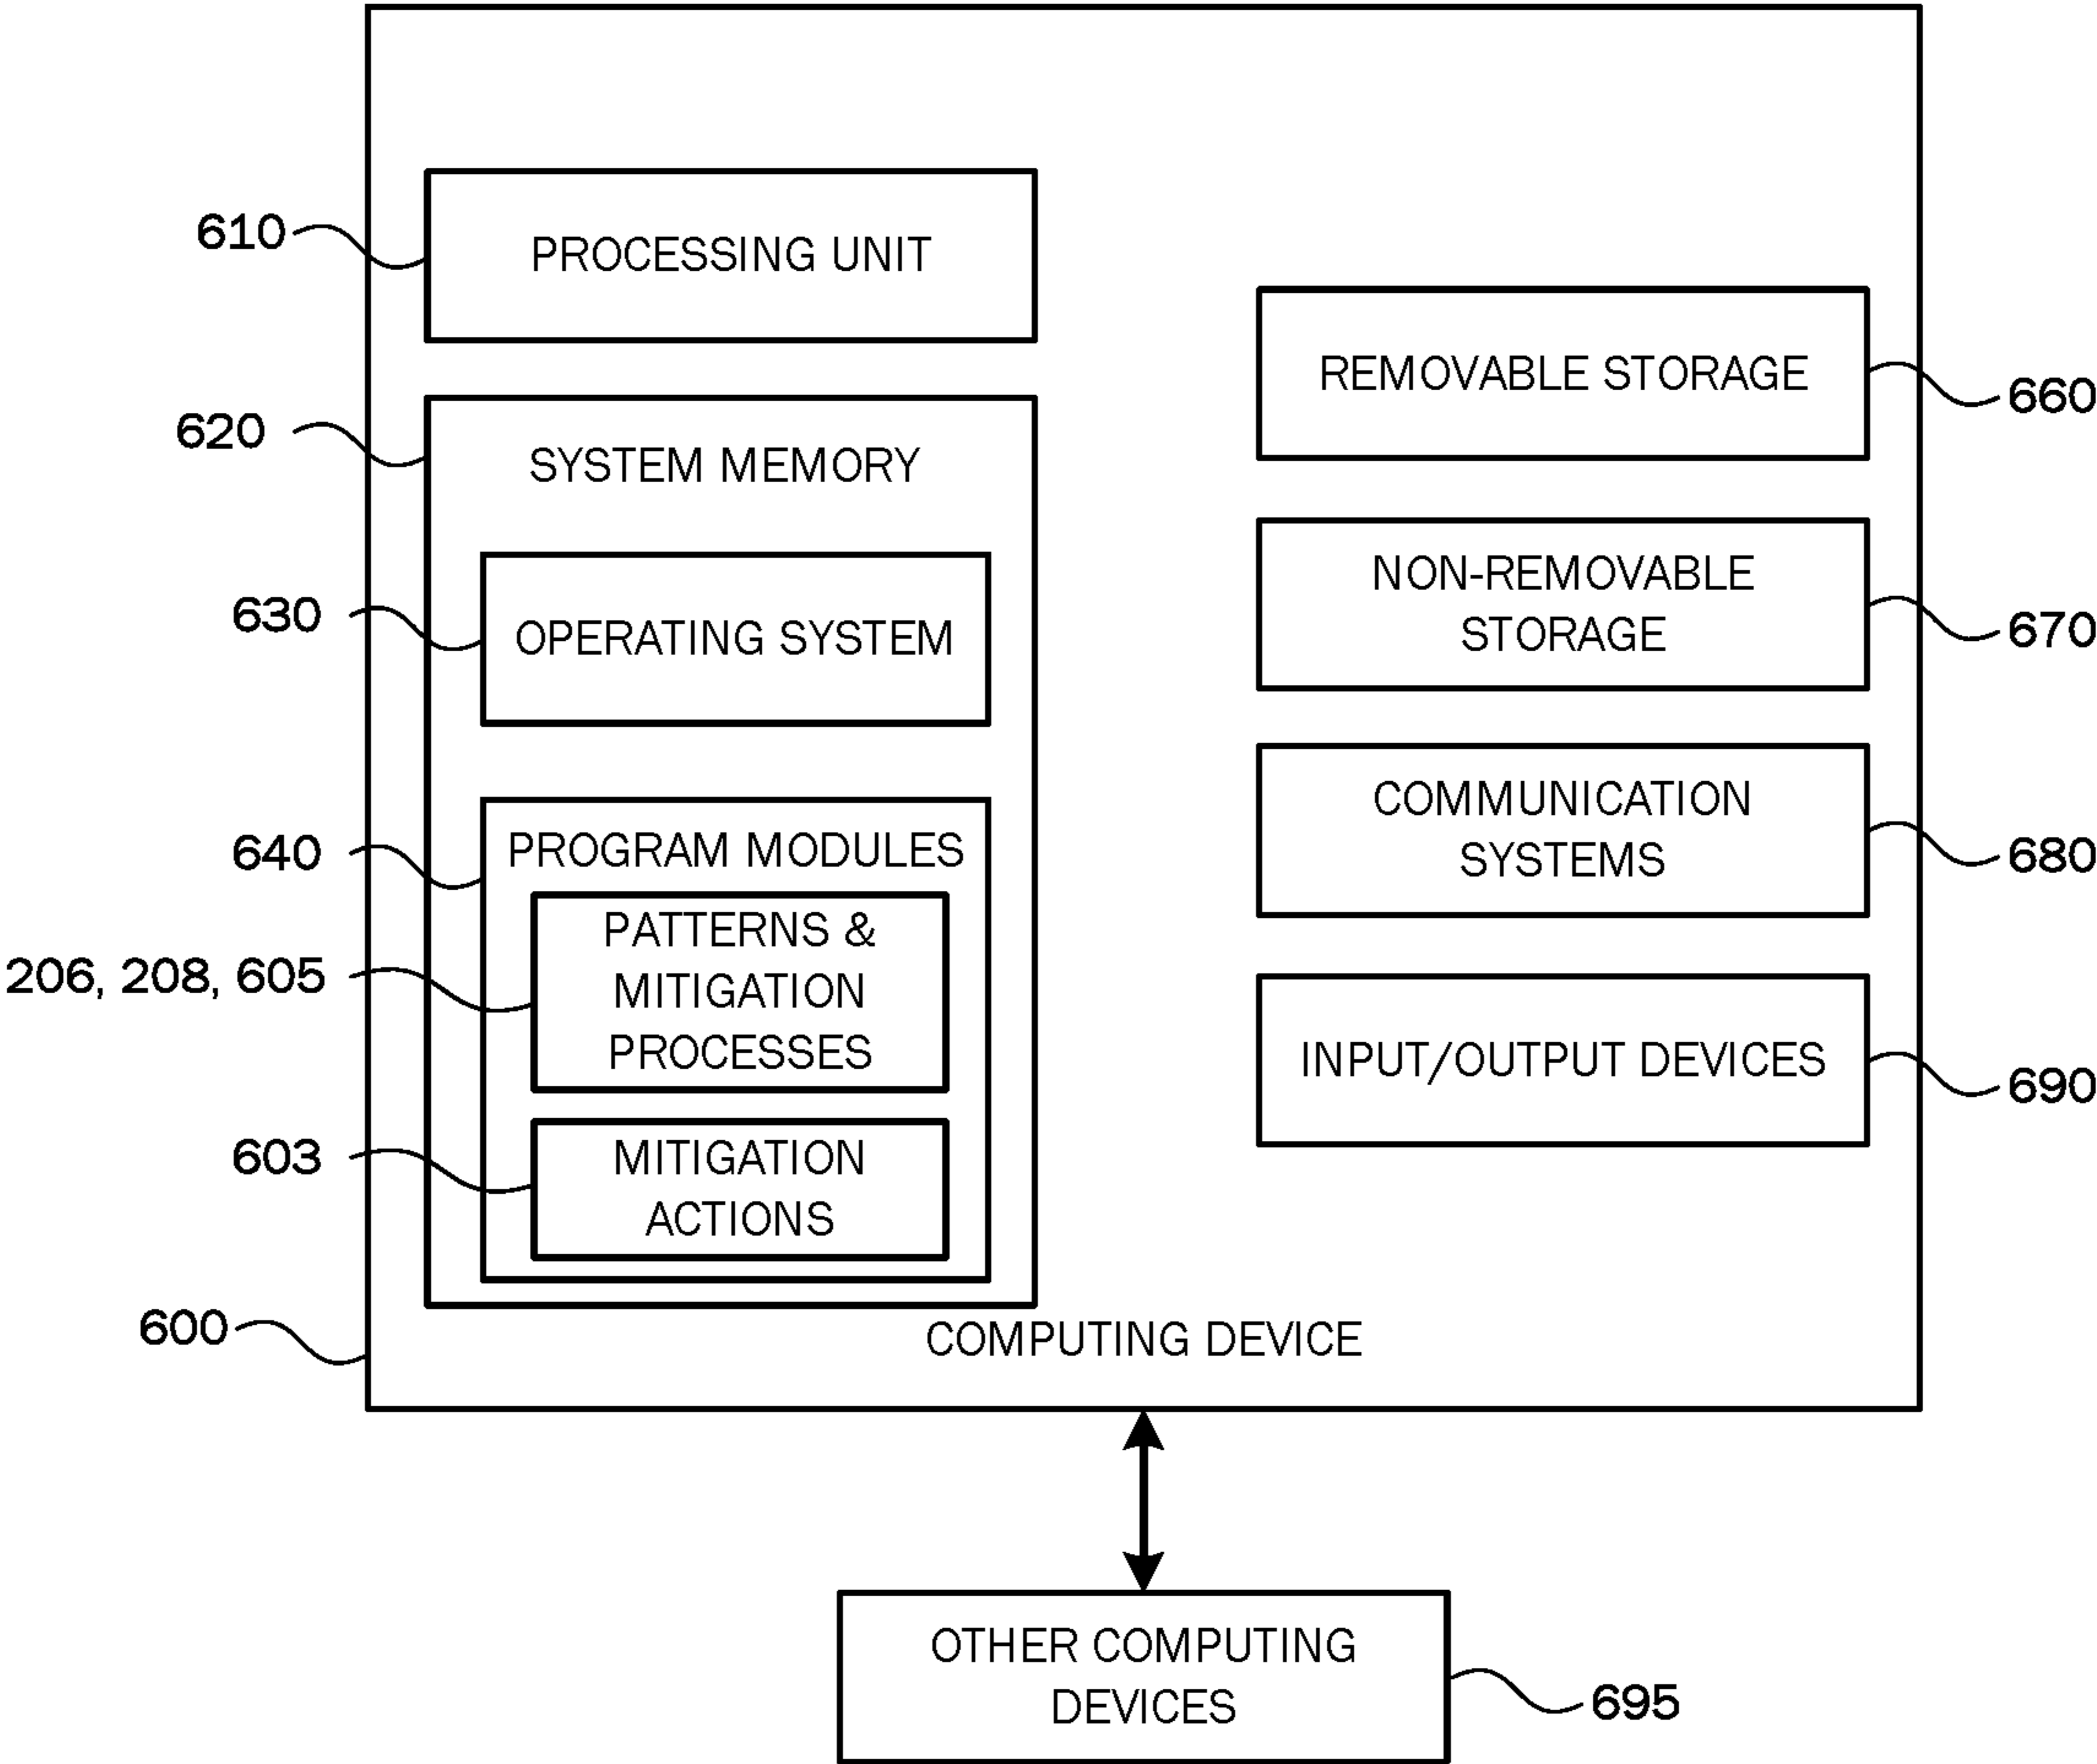 610
PROCESSING UNIT
620
SYSTEM MEMORY
630
OPERATING SYSTEM
640
PROGRAM MODULES
206, 208, 605
PATTERNS &
MITIGATION
PROCESSES
603
MITIGATION
ACTIONS
REMOVABLE STORAGE
660
NON-REMOVABLE
STORAGE
670
COMMUNICATION
SYSTEMS
680
INPUT/OUTPUT DEVICES
690
600
COMPUTING DEVICE
OTHER COMPUTING
DEVICES
695